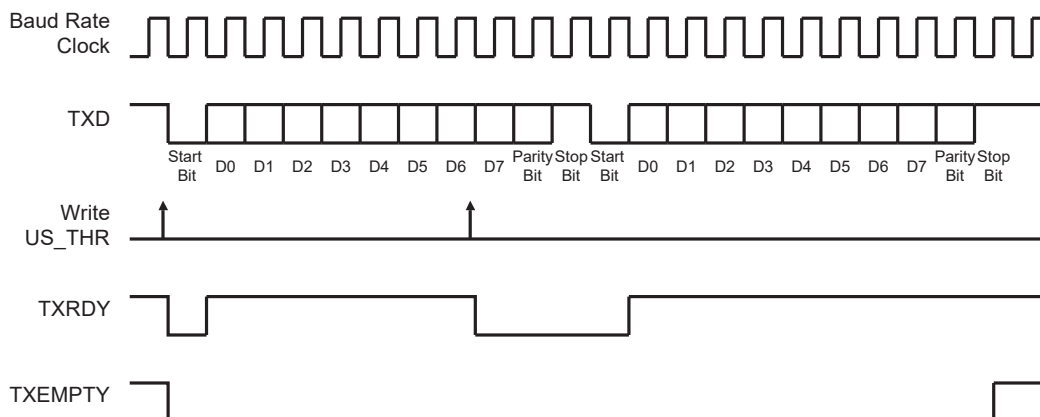 Baud Rate
Clock
TXD
Start
Bit
D0 D1 D2 D3 D4 D5 D6 D7
Parity
Bit
Stop
Bit
Start
Bit
D0 D1 D2 D3 D4 D5 D6 D7
Parity
Bit
Stop
Bit
Write
US_THR
TXRDY
TXEMPTY